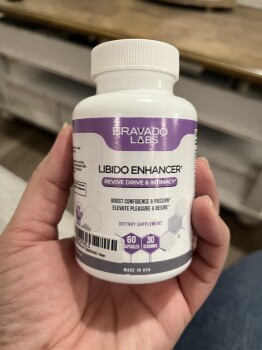 BRAVADO
LABS
LIBIDO ENHANCER†
REVIVE DRIVE & INTIMACY†
BOOST CONFIDENCE & PASSION†
ELEVATE PLEASURE & DESIRE†
DIETARY SUPPLEMENT
60
CAPSULES
30
SERVINGS
MADE IN USA